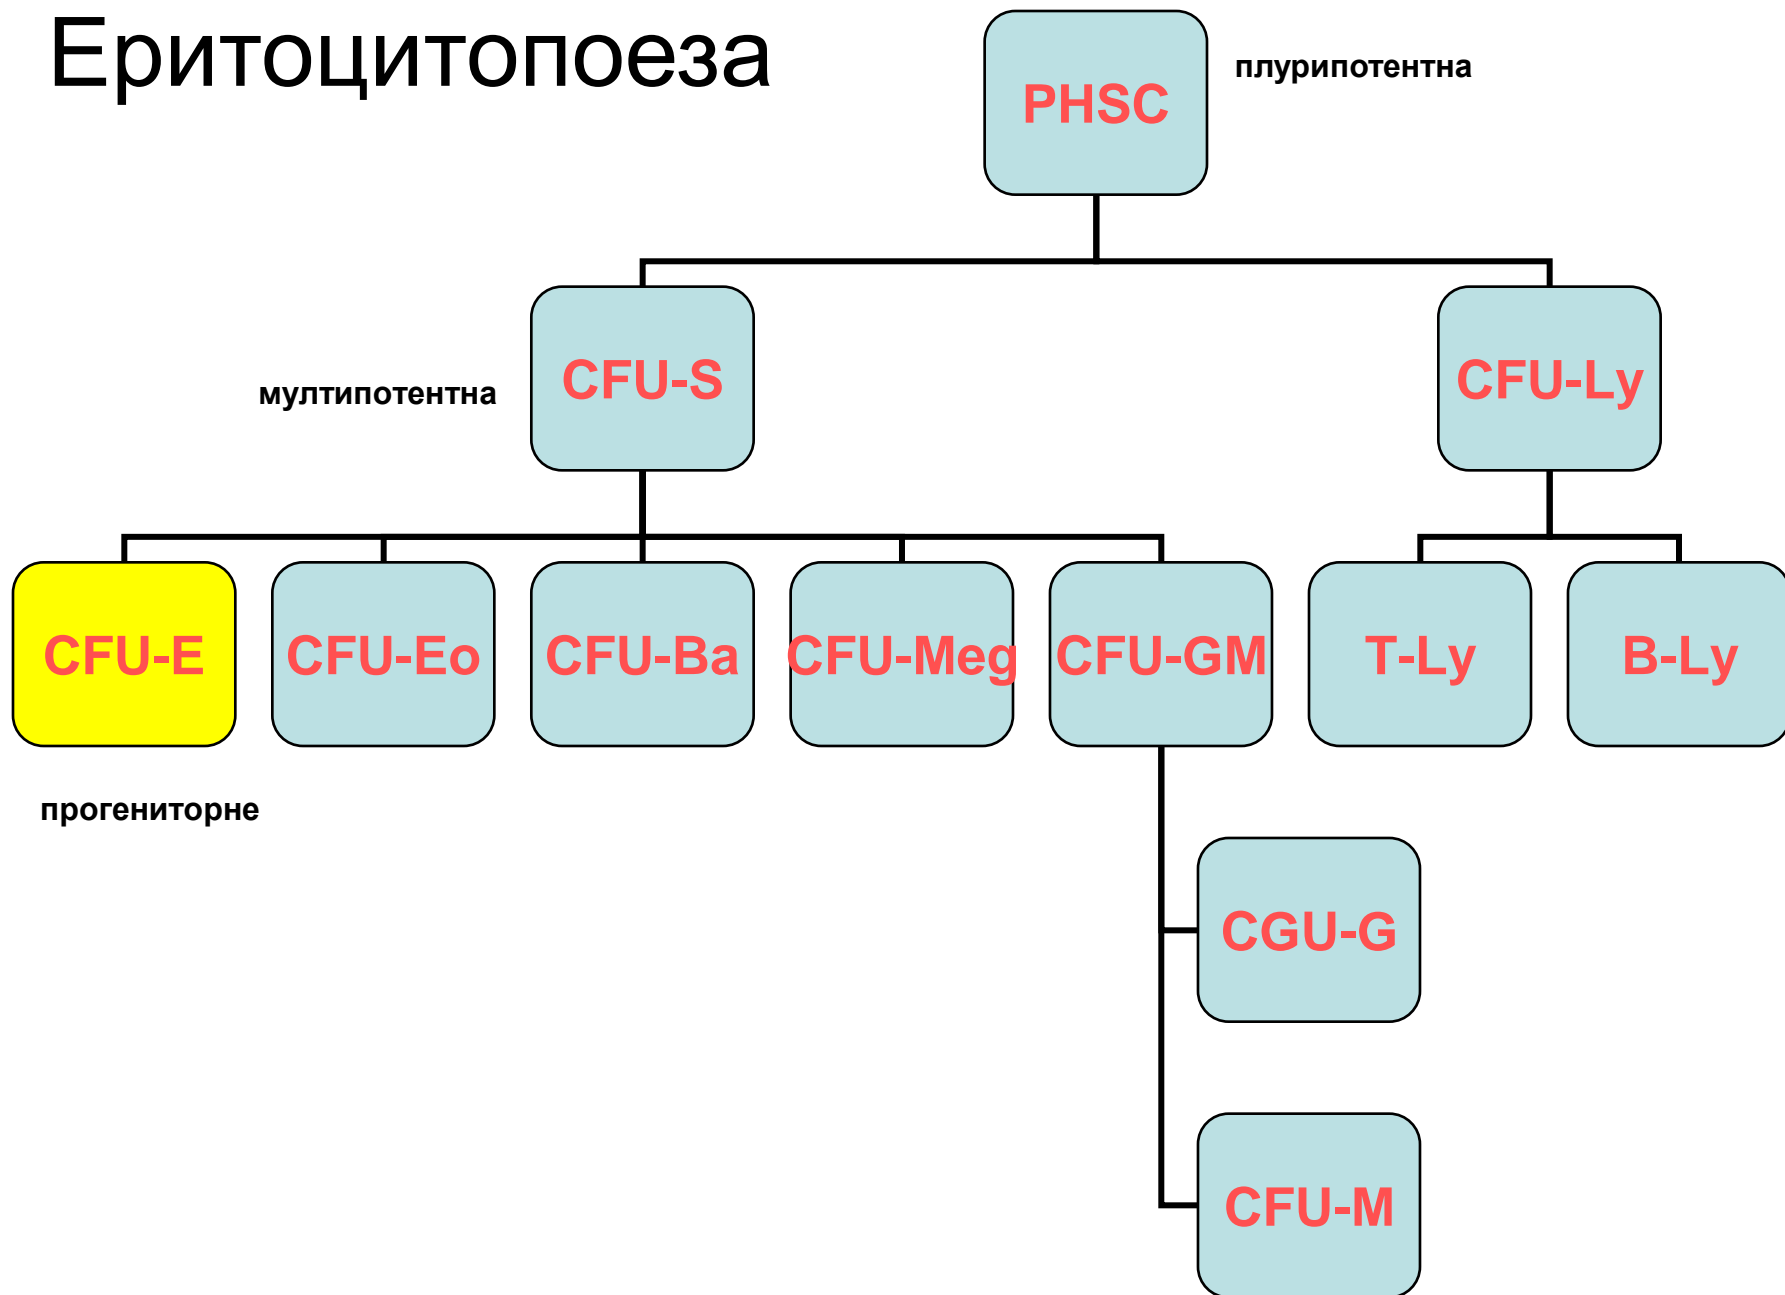 Еритоцитопоеза
PHSC
плурипотентна
CFU-S
CFU-Ly
мултипотентна
CFU-E
CFU-Eo
CFU-Ba
CFU-Meg
CFU-GM
T-Ly
B-Ly
прогениторне
CGU-G
CFU-M